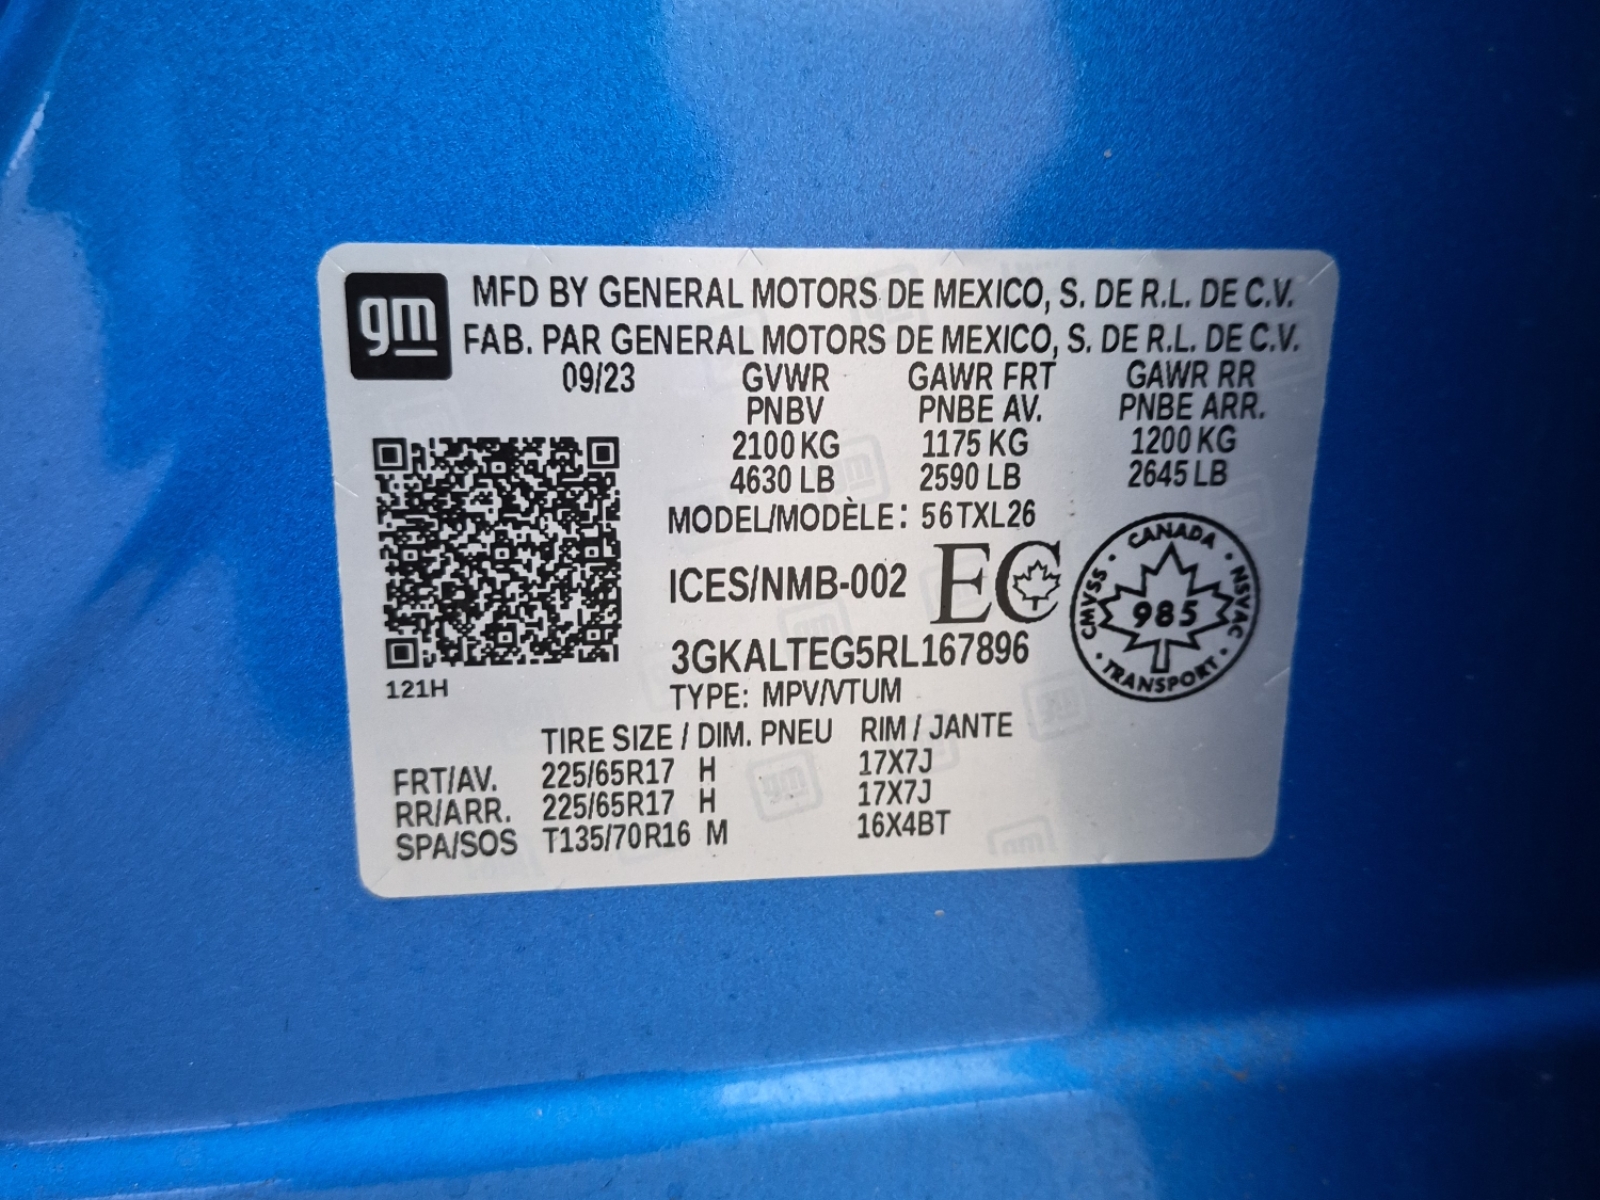 gm
MFD BY GENERAL MOTORS DE MEXICO, S. DE R.L. DE C.V.
FAB. PAR GENERAL MOTORS DE MEXICO, S. DE R.L. DE C.V.
09/23 GVWR GAWR FRT GAWR RR
PNBV PNBE AV. PNBE ARR.
2100 KG 1175 KG 1200 KG
4630 LB 2590 LB 2645 LB
MODEL/MODÈLE: 56TXL26
ICES/NMB-002 EC
CANADA
CMVSS 985 NSVAC
TRANSPORT
3GKALTEG5RL167896
121H
TYPE: MPV/VTUM
TIRE SIZE / DIM. PNEU RIM / JANTE
FRT/AV. 225/65R17 H 17X7J
RR/ARR. 225/65R17 H 17X7J
SPA/SOS T135/70R16 M 16X4BT